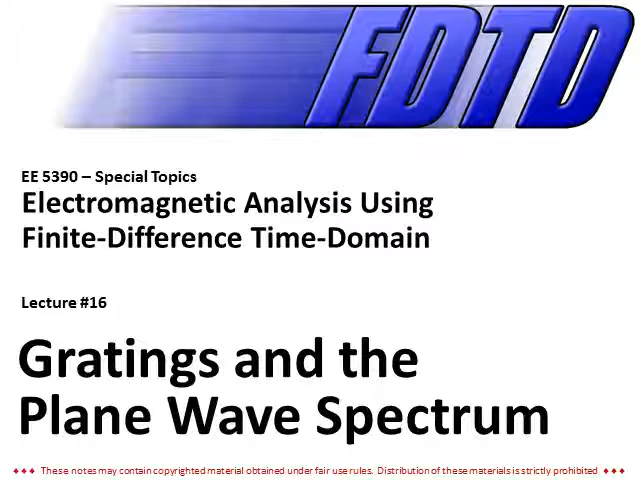 FDTD
EE 5390 – Special Topics
Electromagnetic Analysis Using
Finite-Difference Time-Domain
Lecture #16
Gratings and the
Plane Wave Spectrum
♦♦♦ These notes may contain copyrighted material obtained under fair use rules. Distribution of these materials is strictly prohibited ♦♦♦